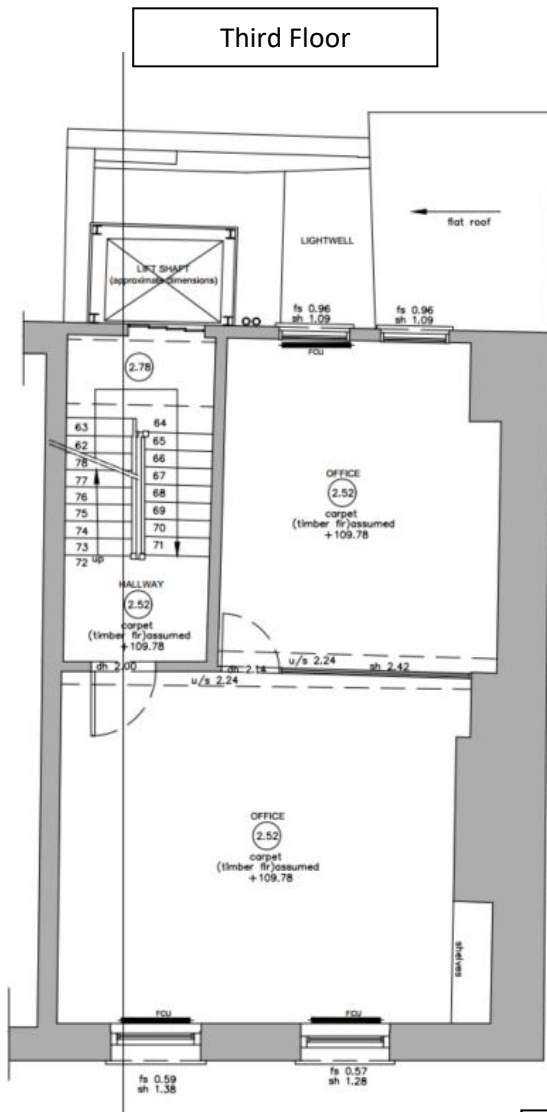 Third Floor
flat roof
LIGHTWELL
LIFT SHAFT
(approximate dimensions)
fs 0.96
sh 1.09
fs 0.96
sh 1.09
FCU
2.78
63
64
62
65
78
66
77
67
76
68
75
69
74
70
73
71
72
up
OFFICE
2.52
carpet
(timber flr)assumed
+109.78
HALLWAY
2.52
carpet
(timber flr)assumed
+109.78
dh 2.00
dh 2.14
u/s 2.24
sh 2.42
u/s 2.24
OFFICE
2.52
carpet
(timber flr)assumed
+109.78
shelves
FCU
FCU
fs 0.59
sh 1.38
fs 0.57
sh 1.28